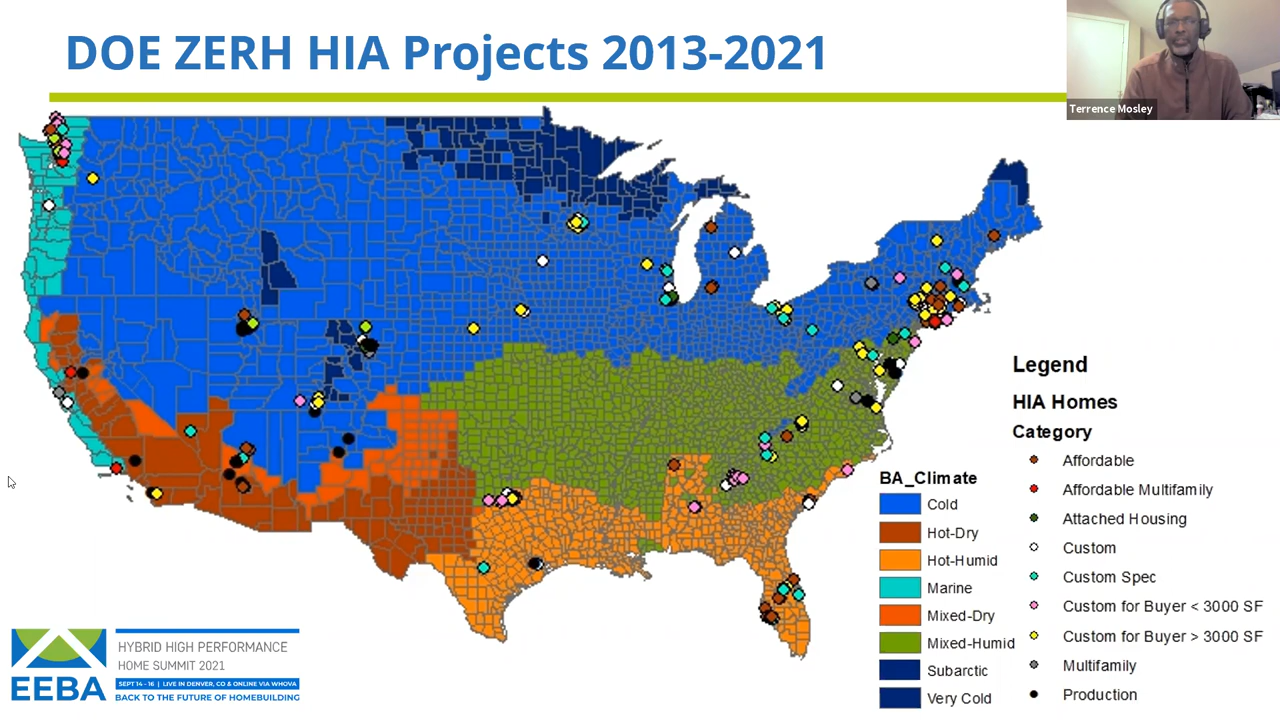 DOE ZERH HIA Projects 2013-2021
Terrence Mosley
Legend
HIA Homes
Category
Affordable
Affordable Multifamily
Attached Housing
Custom
Custom Spec
Custom for Buyer < 3000 SF
Custom for Buyer > 3000 SF
Multifamily
Production
BA_Climate
Cold
Hot-Dry
Hot-Humid
Marine
Mixed-Dry
Mixed-Humid
Subarctic
Very Cold
EEBA
HYBRID HIGH PERFORMANCE
HOME SUMMIT 2021
SEPT 14 - 16 | LIVE IN DENVER, CO & ONLINE VIA WHOVA
BACK TO THE FUTURE OF HOMEBUILDING